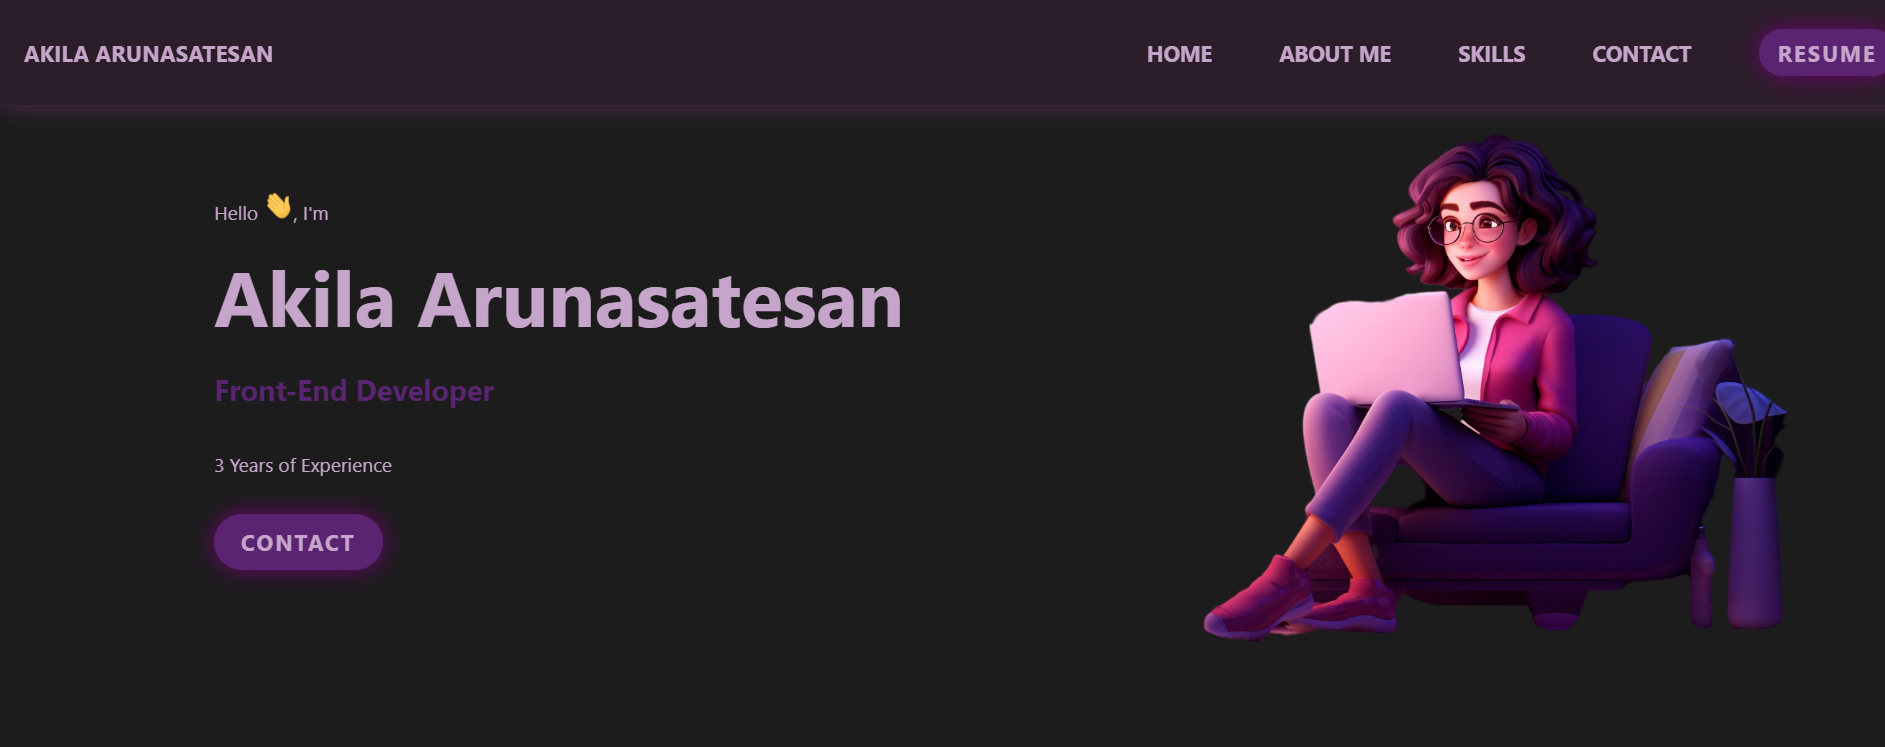 AKILA ARUNASATESAN
HOME ABOUT ME SKILLS CONTACT RESUME
Hello 👋, I'm
Akila Arunasatesan
Front-End Developer
3 Years of Experience
CONTACT